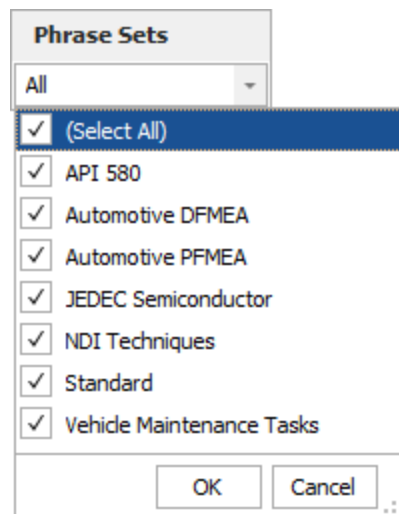 Phrase Sets
All
(Select All)
API 580
Automotive DFMEA
Automotive PFMEA
JEDEC Semiconductor
NDI Techniques
Standard
Vehicle Maintenance Tasks
OK Cancel